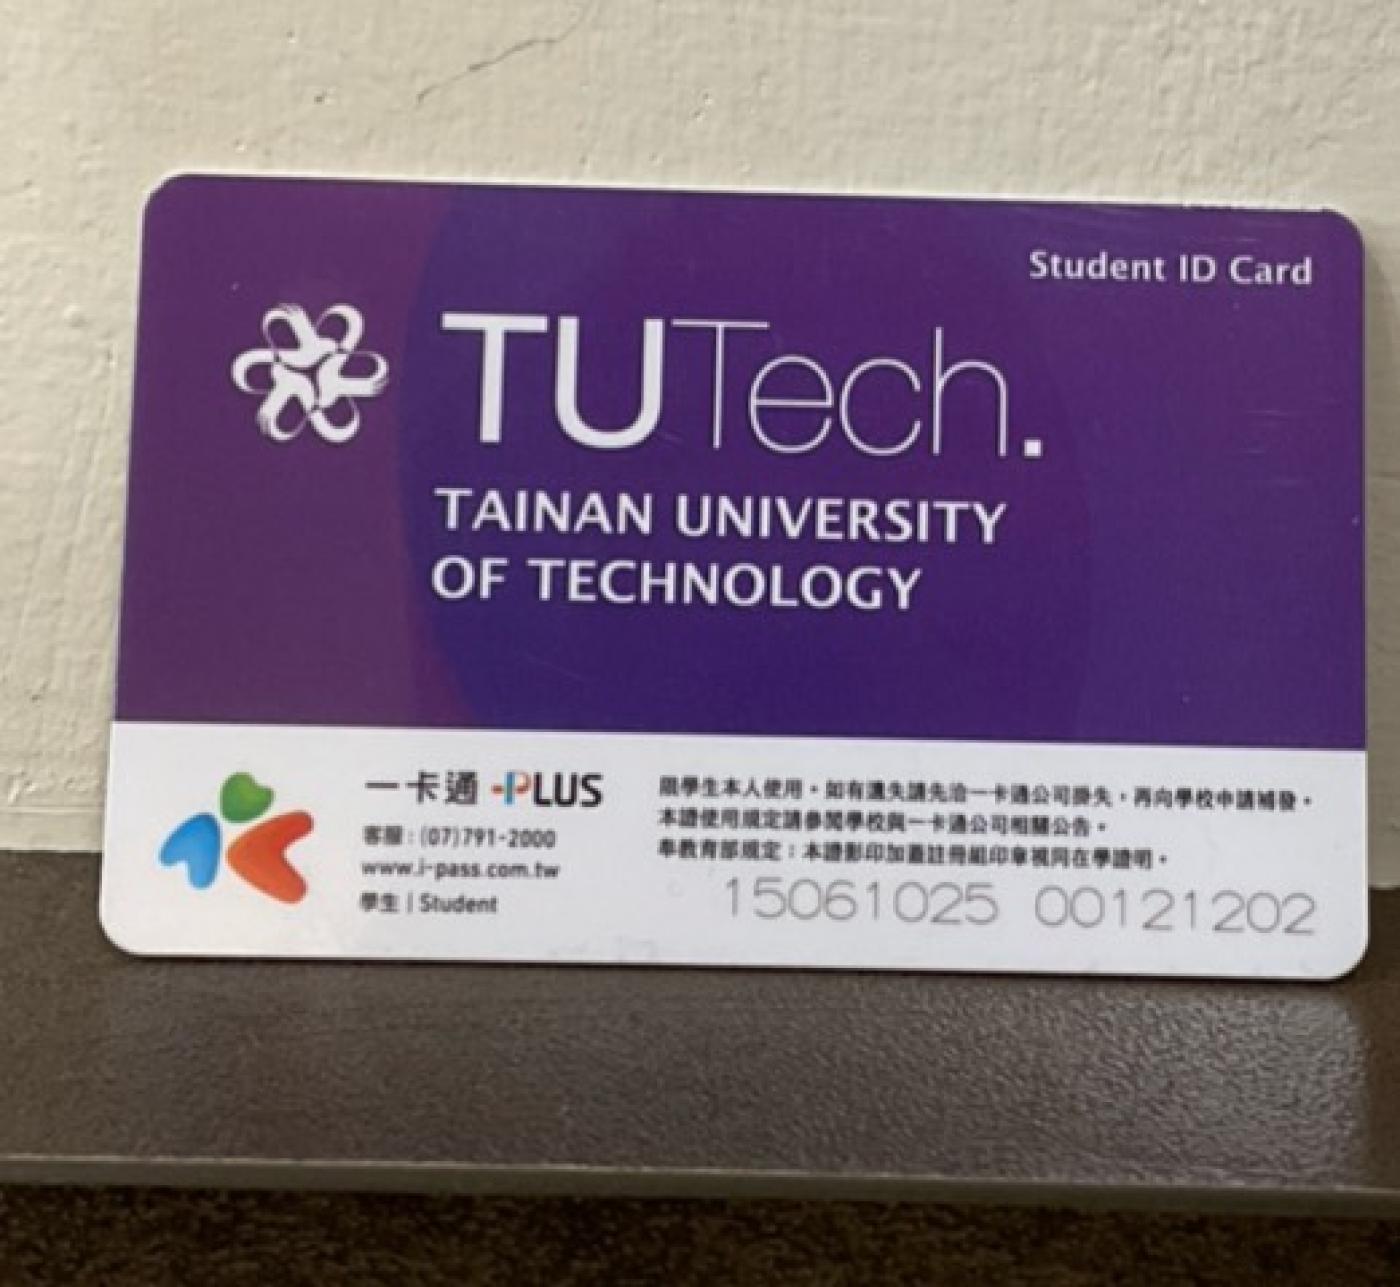 Student ID Card
TUTech.
TAINAN UNIVERSITY
OF TECHNOLOGY
一卡通 -PLUS
客服：(07)791-2000
www.i-pass.com.tw
學生 | Student
限學生本人使用，如有遺失請先洽一卡通公司掛失，再向學校申請補發。
本證使用規定請參閱學校與一卡通公司相關公告。
奉教育部規定：本證影印加蓋註冊組印章視同在學證明。
15061025 00121202